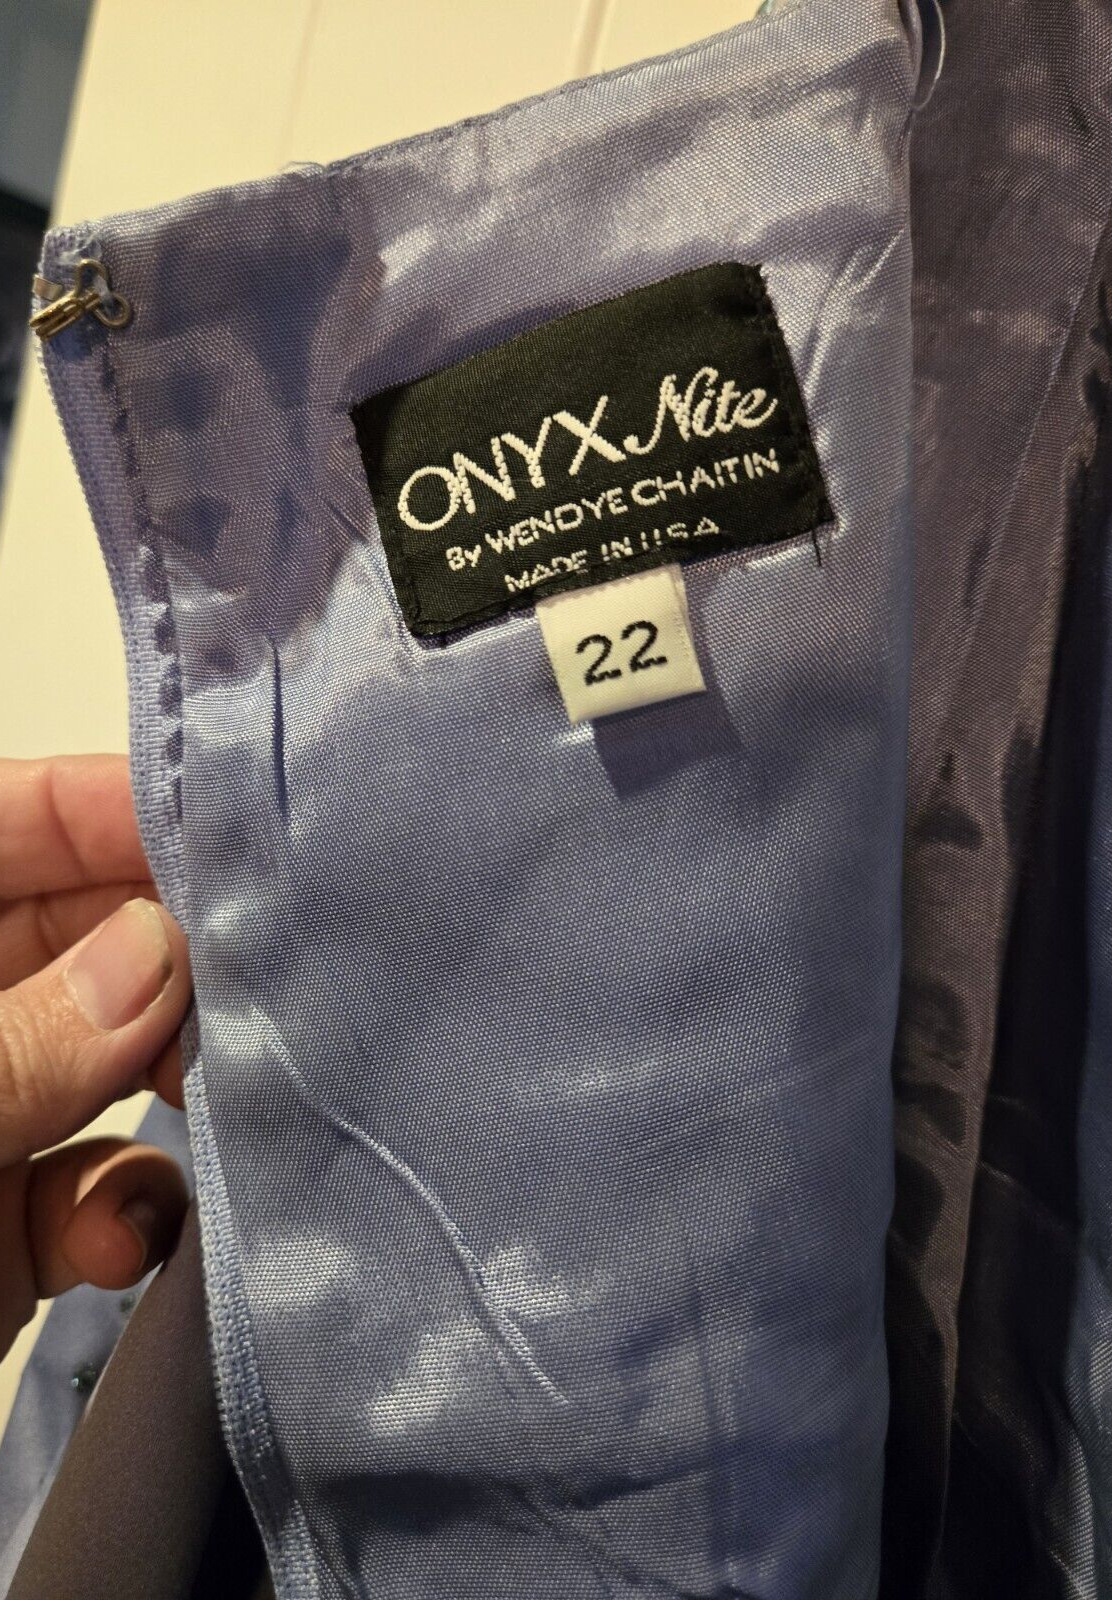 ONYX Nite
By WENDYE CHAITIN
MADE IN U.S.A
22